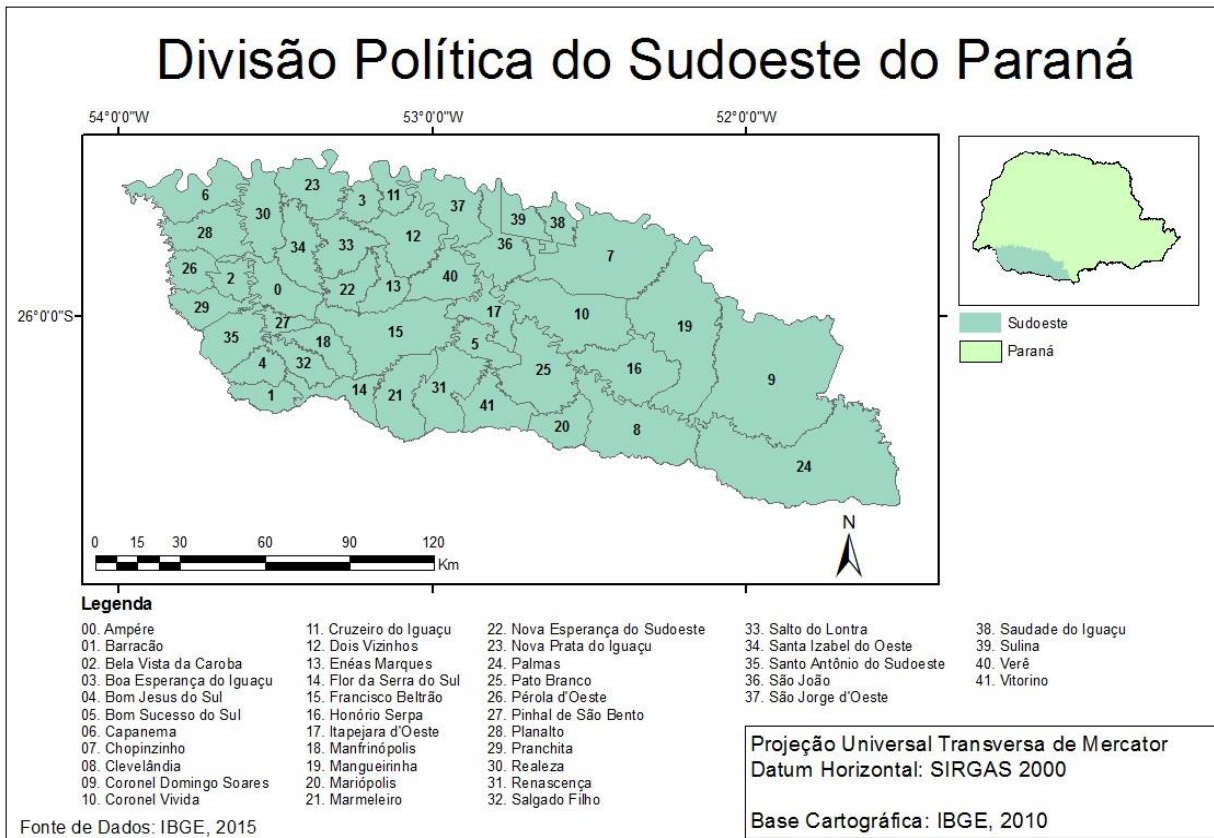 Divisão Política do Sudoeste do Paraná
54°0'0"W
53°0'0"W
52°0'0"W
26°0'0"S
6
23
3
11
37
39
38
30
28
34
33
12
36
7
26
2
0
22
13
40
29
27
17
10
19
35
18
15
5
4
32
25
16
9
1
14
21
31
41
20
8
24
0 15 30 60 90 120
Km
N
Sudoeste
Paraná
Legenda
00. Ampére
01. Barracão
02. Bela Vista da Caroba
03. Boa Esperança do Iguaçu
04. Bom Jesus do Sul
05. Bom Sucesso do Sul
06. Capanema
07. Chopinzinho
08. Clevelândia
09. Coronel Domingo Soares
10. Coronel Vivida
11. Cruzeiro do Iguaçu
12. Dois Vizinhos
13. Enéas Marques
14. Flor da Serra do Sul
15. Francisco Beltrão
16. Honório Serpa
17. Itapejara d'Oeste
18. Manfrinópolis
19. Mangueirinha
20. Mariópolis
21. Marmeleiro
22. Nova Esperança do Sudoeste
23. Nova Prata do Iguaçu
24. Palmas
25. Pato Branco
26. Pérola d'Oeste
27. Pinhal de São Bento
28. Planalto
29. Pranchita
30. Realeza
31. Renascença
32. Salgado Filho
33. Salto do Lontra
34. Santa Izabel do Oeste
35. Santo Antônio do Sudoeste
36. São João
37. São Jorge d'Oeste
38. Saudade do Iguaçu
39. Sulina
40. Verê
41. Vitorino
Projeção Universal Transversa de Mercator
Datum Horizontal: SIRGAS 2000
Base Cartográfica: IBGE, 2010
Fonte de Dados: IBGE, 2015